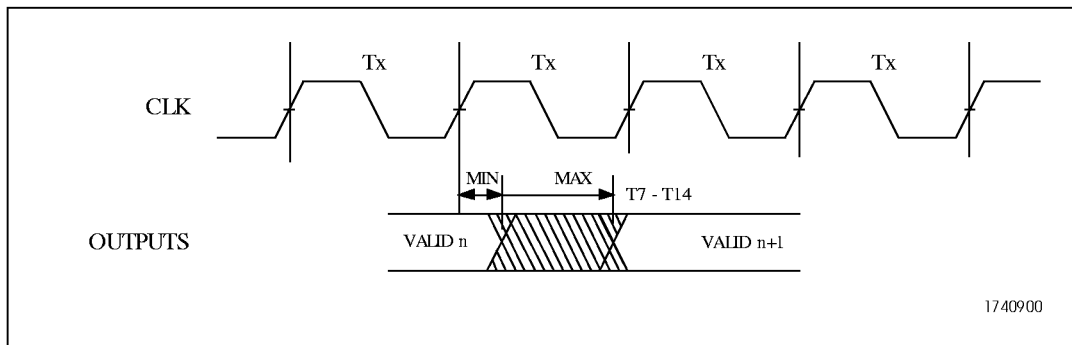 Tx Tx Tx Tx
CLK
MIN MAX T7 - T14
OUTPUTS VALID n VALID n+1
1740900